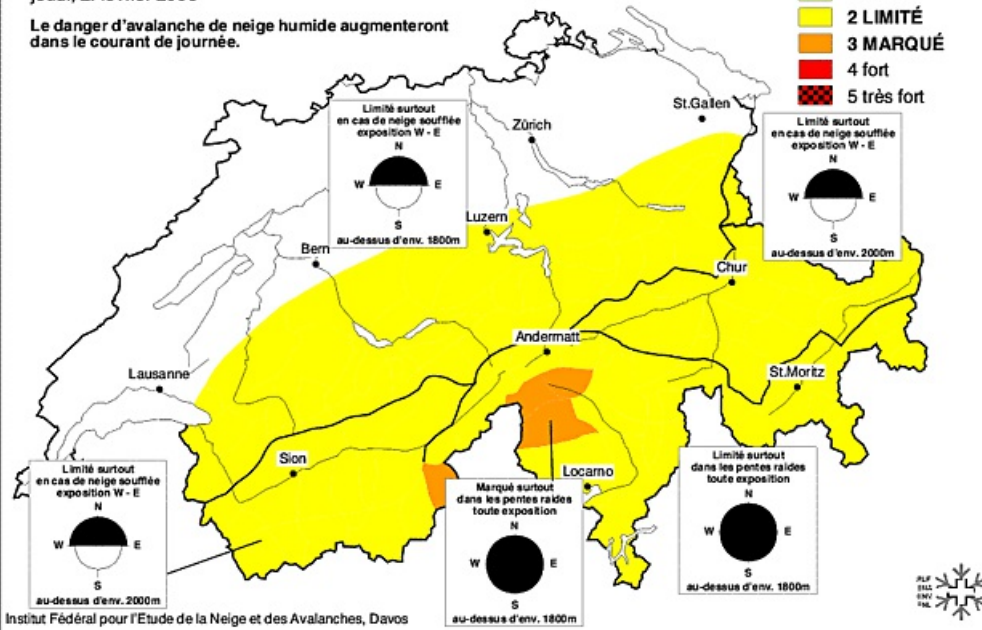 Le danger d'avalanche de neige humide augmenteront
dans le courant de journée.
2 LIMITÉ
3 MARQUÉ
4 fort
5 très fort
St.Gallen
Zürich
Limité surtout
en cas de neige soufflée
exposition W - E
N
W E
S
au-dessus d'env. 1800m
Limité surtout
en cas de neige soufflée
exposition W - E
N
W E
S
au-dessus d'env. 2000m
Luzern
Bern
Chur
Andermatt
St.Moritz
Lausanne
Sion
Locarno
Limité surtout
en cas de neige soufflée
exposition W - E
N
W E
S
au-dessus d'env. 2000m
Marqué surtout
dans les pentes raides
toute exposition
N
W E
S
au-dessus d'env. 1800m
Limité surtout
dans les pentes raides
toute exposition
N
W E
S
au-dessus d'env. 1800m
Institut Fédéral pour l'Etude de la Neige et des Avalanches, Davos